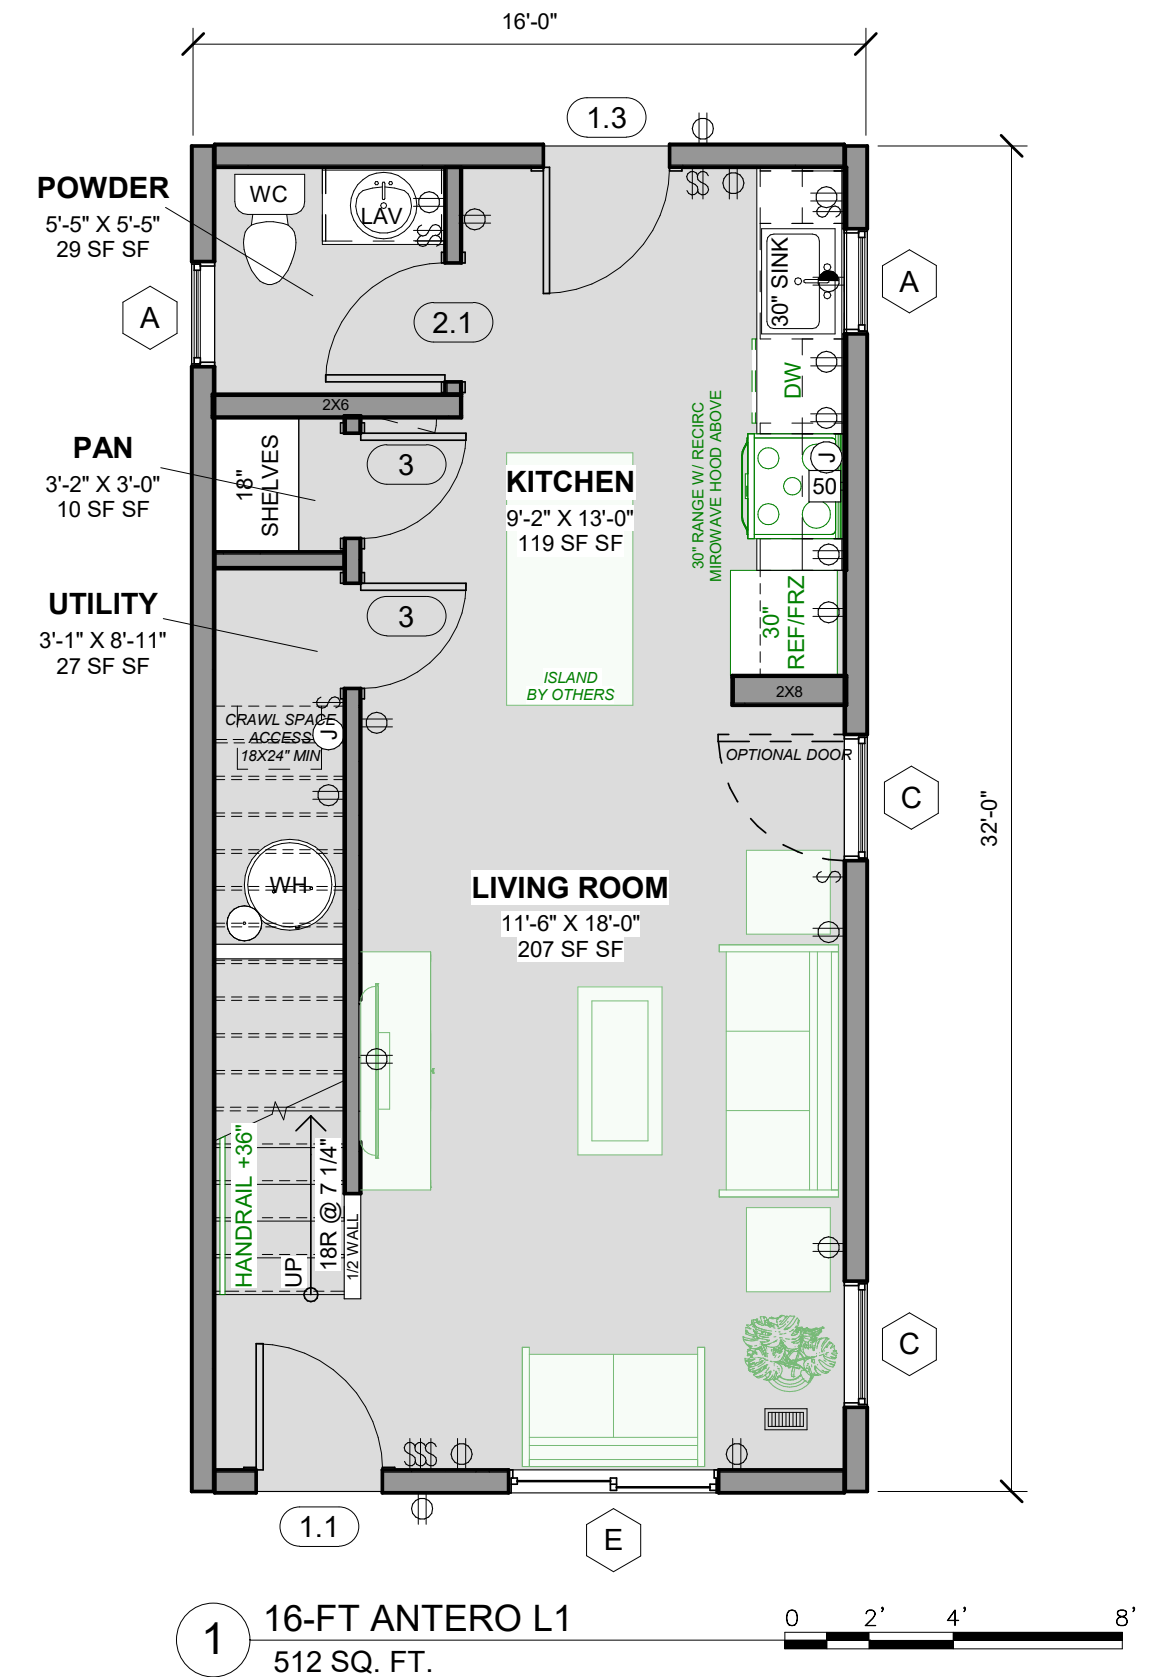 16'-0"
1.3
POWDER
5'-5" X 5'-5"
29 SF SF
WC
LAV
$$
$$
$
30" SINK
A
A
2.1
DW
2X6
PAN
3'-2" X 3'-0"
10 SF SF
18"
SHELVES
3
KITCHEN
9'-2" X 13'-0"
119 SF SF
30" RANGE W/ RECIRC
MIROWAVE HOOD ABOVE
J
50
UTILITY
3'-1" X 8'-11"
27 SF SF
3
30"
REF/FRZ
ISLAND
BY OTHERS
2X8
$
CRAWL SPACE
ACCESS
18X24" MIN
J
OPTIONAL DOOR
C
32'-0"
WH
LIVING ROOM
11'-6" X 18'-0"
207 SF SF
$
HANDRAIL +36"
UP
18R @ 7 1/4"
1/2 WALL
C
$$$
1.1
E
1
16-FT ANTERO L1
512 SQ. FT.
0 2' 4' 8'